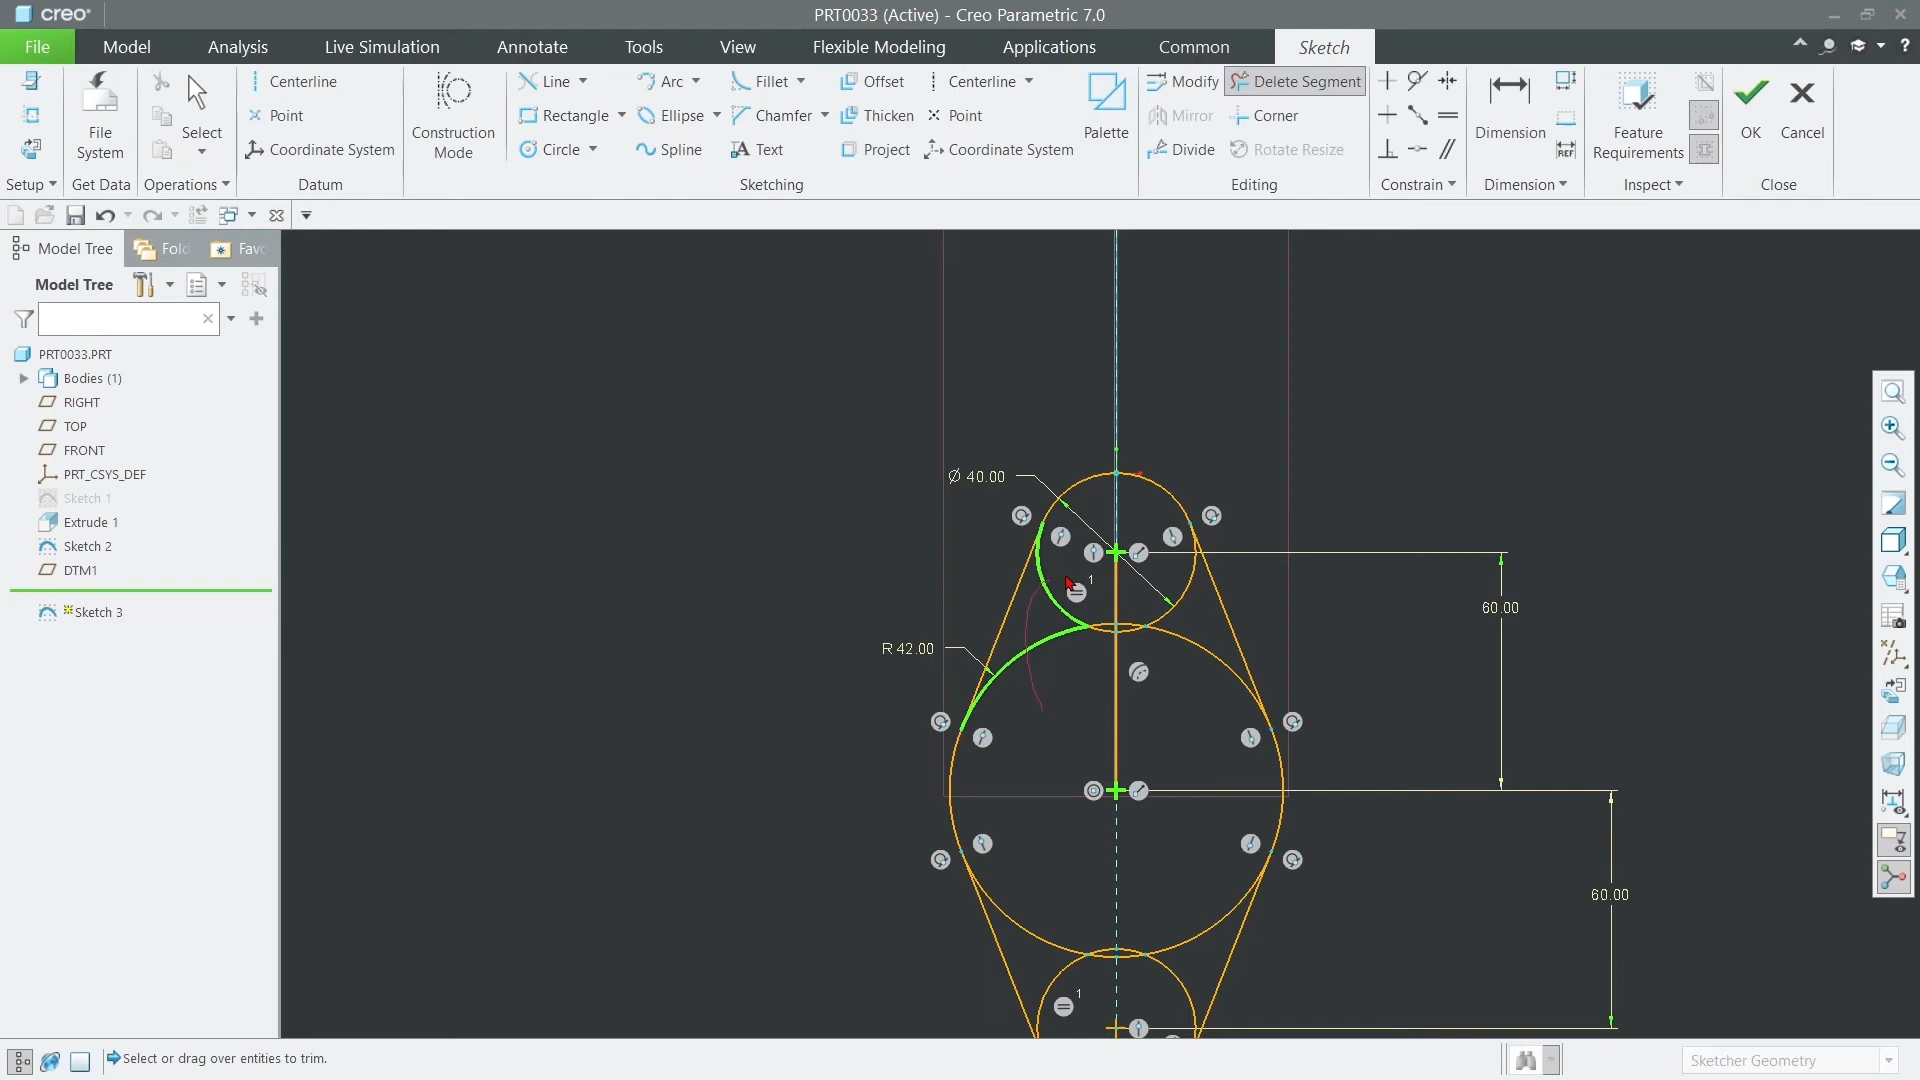 creo
PRT0033 (Active) - Creo Parametric 7.0
File Model Analysis Live Simulation Annotate Tools View Flexible Modeling Applications Common Sketch
Centerline Line Arc Fillet Offset Centerline Modify Delete Segment
Point Rectangle Ellipse Chamfer Thicken Point Mirror Corner
File System Select Construction Mode Palette Dimension Feature Requirements OK Cancel
Coordinate System Circle Spline Text Project Coordinate System Divide Rotate Resize
REF
Setup Get Data Operations Datum Sketching Editing Constrain Dimension Inspect Close
Model Tree Fold Favo
Model Tree
PRT0033.PRT
Bodies (1)
RIGHT
TOP
FRONT
PRT_CSYS_DEF
Sketch 1
Extrude 1
Sketch 2
DTM1
Sketch 3
Ø 40.00
1
60.00
R 42.00
60.00
1
Select or drag over entities to trim.
Sketcher Geometry